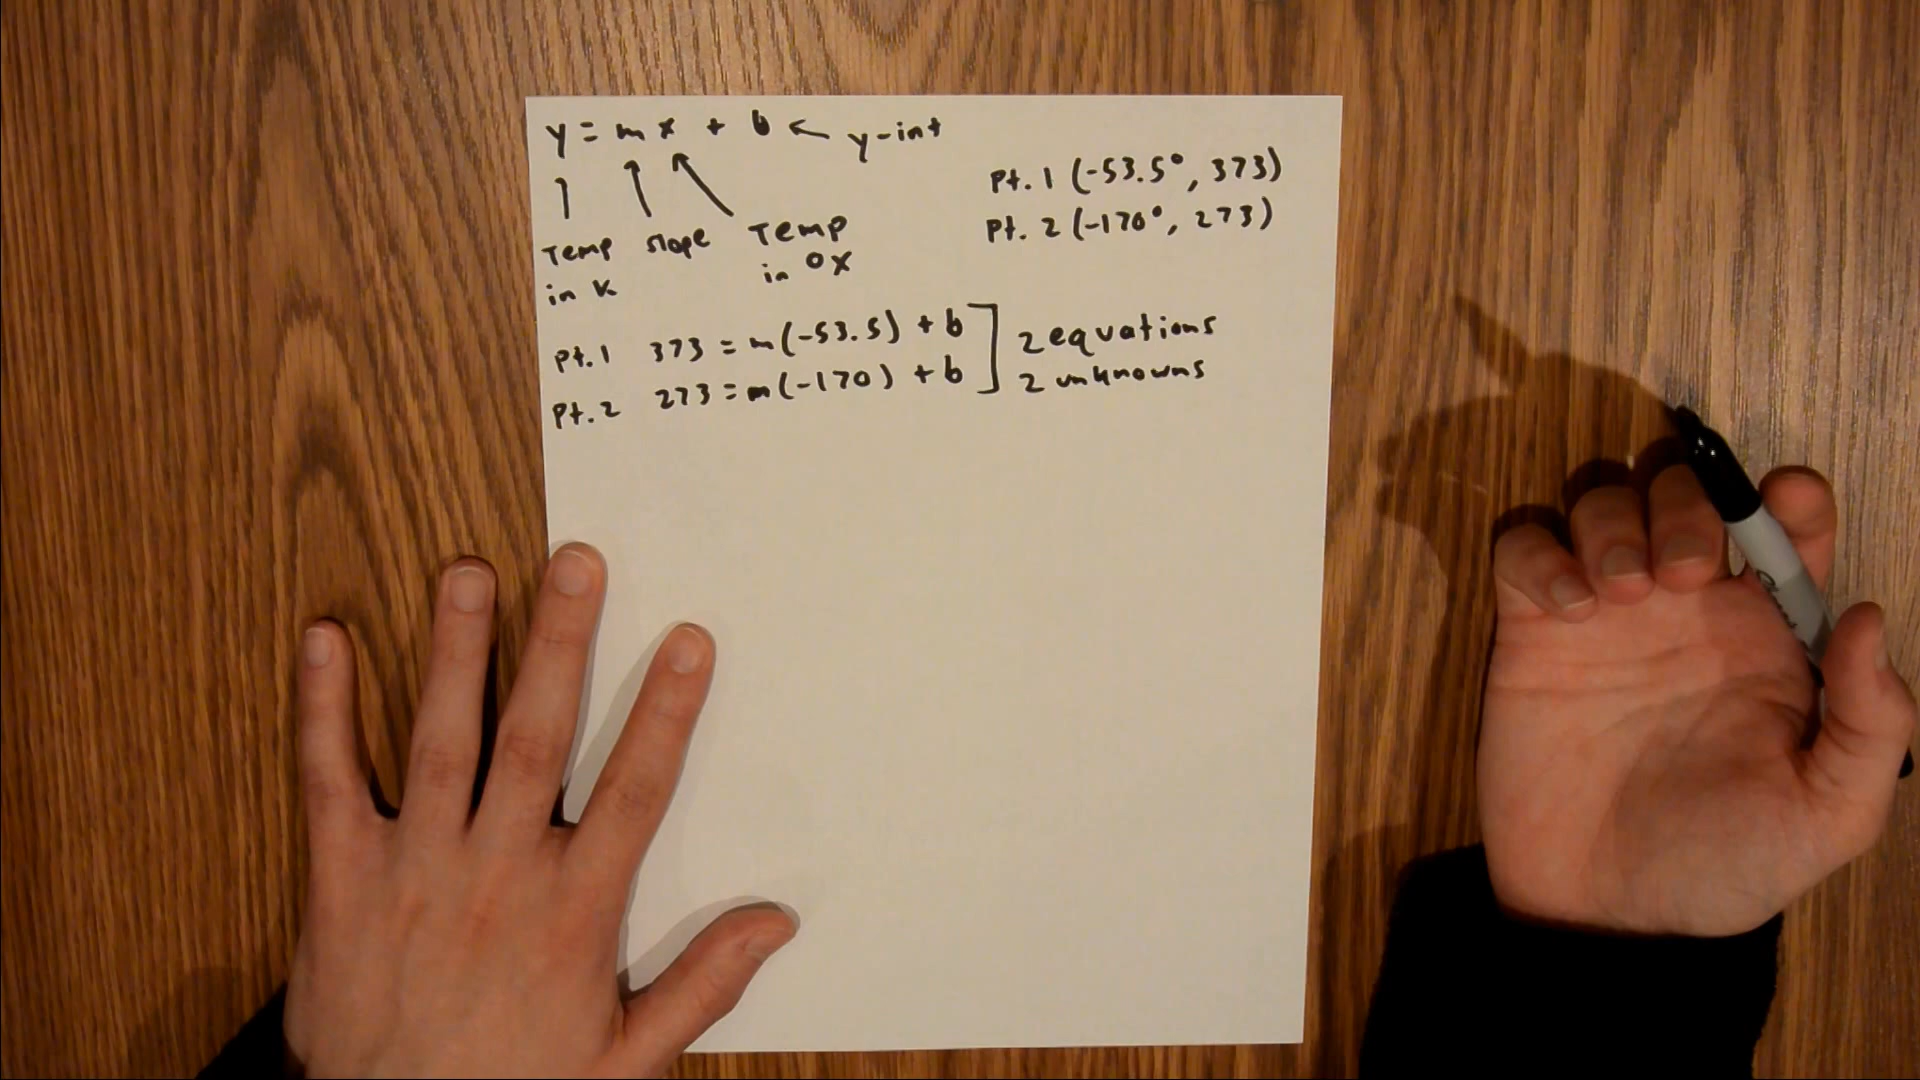 y = mx + b ← y-int
Temp in K
slope
Temp in °X
Pt. 1 (-53.5°, 373)
Pt. 2 (-170°, 273)
Pt. 1 373 = m(-53.5) + b
Pt. 2 273 = m(-170) + b
2 equations
2 unknowns